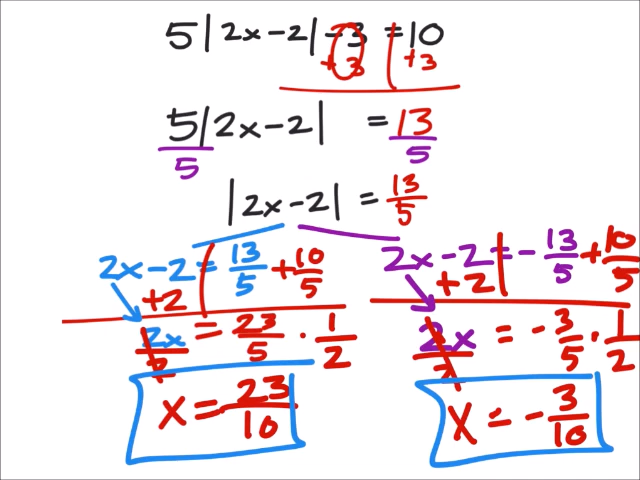 5|2x-2| -3 = 10
+3 +3
5|2x-2| = 13
5 5
|2x-2| = 13/5
2x-2 = 13/5 + 10/5
+2
2x = 23/5 · 1/2
2
x = 23/10
2x-2 = -13/5 + 10/5
+2
2x = -3/5 · 1/2
2
x = -3/10